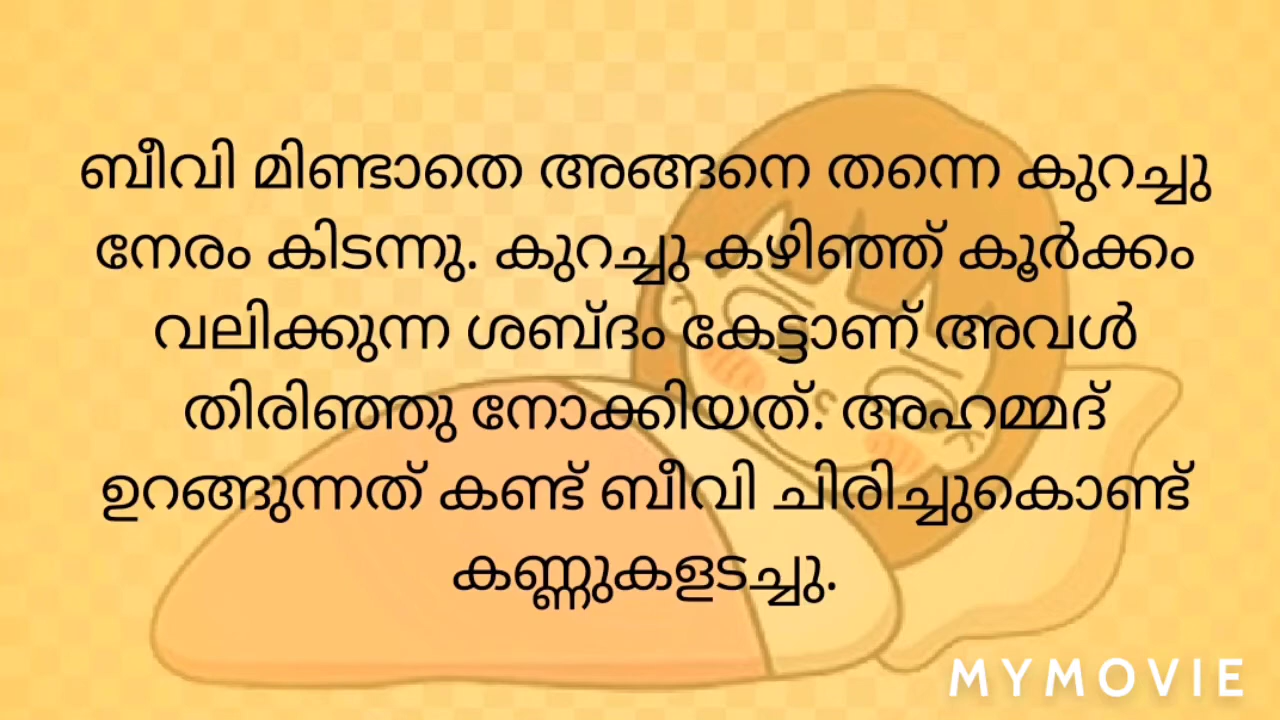 ബീവി മിണ്ടാതെ അങ്ങനെ തന്നെ കുറച്ചു
നേരം കിടന്നു. കുറച്ചു കഴിഞ്ഞ് കൂർക്കം
വലിക്കുന്ന ശബ്ദം കേട്ടാണ് അവൾ
തിരിഞ്ഞു നോക്കിയത്. അഹമ്മദ്
ഉറങ്ങുന്നത് കണ്ട് ബീവി ചിരിച്ചുകൊണ്ട്
കണ്ണുകളടച്ചു.
MYMOVIE